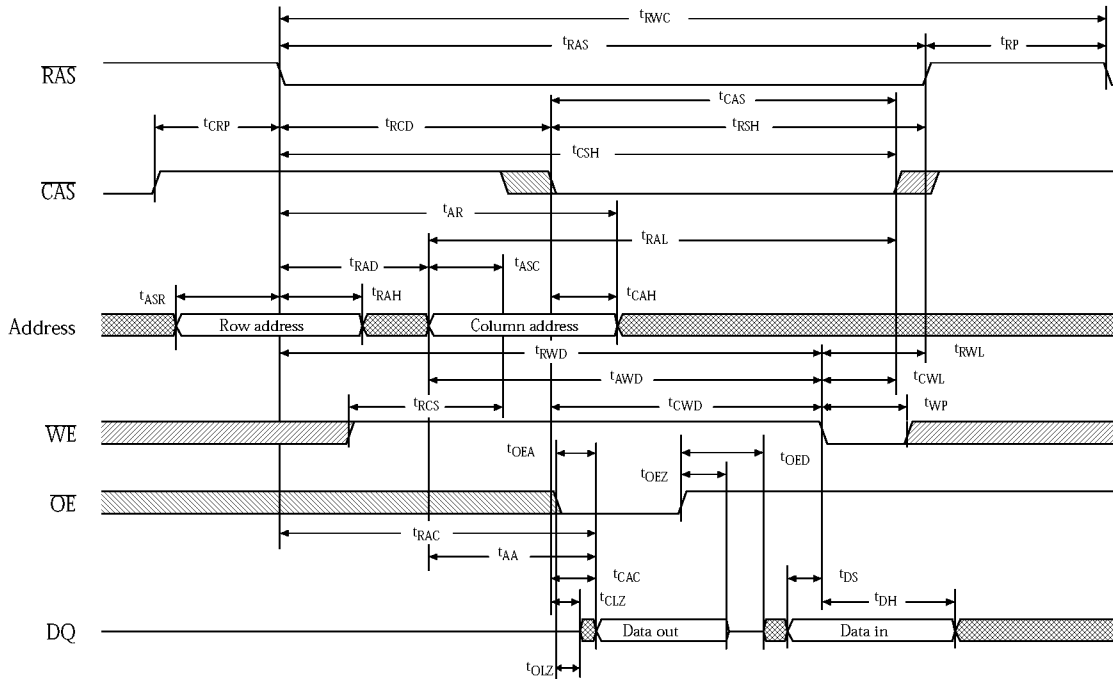 tRWC
tRAS
tRP
RAS
tCAS
tCRP
tRCD
tRSH
tCSH
CAS
tAR
tRAL
tRAD
tASC
tASR
tRAH
tCAH
Address
Row address
Column address
tRWD
tRWL
tAWD
tCWL
tRCS
tCWD
tWP
WE
tOEA
tOED
tOEZ
OE
tRAC
tAA
tCAC
tDS
tCLZ
tDH
DQ
Data out
Data in
tOLZ